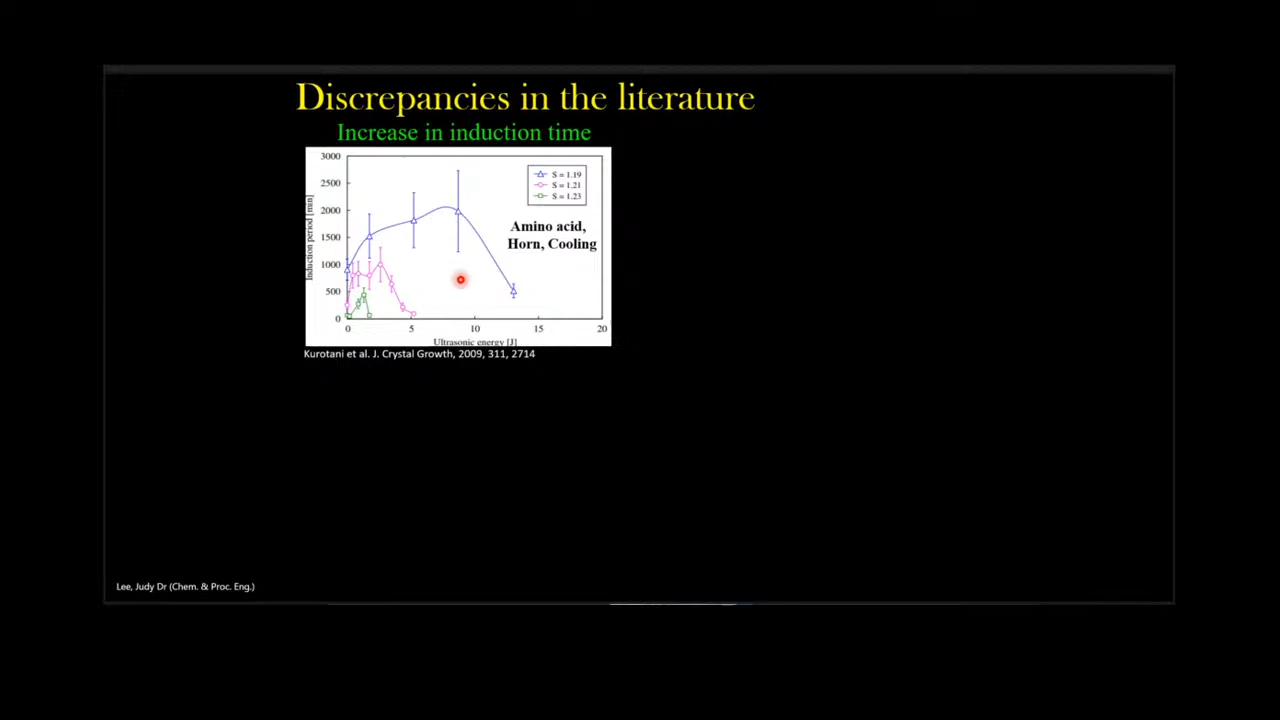 Discrepancies in the literature
Increase in induction time
3000
2500
2000
1500
1000
500
0
Induction period [min]
S = 1.19
S = 1.21
S = 1.23
Amino acid,
Horn, Cooling
0 5 10 15 20
Ultrasonic energy [J]
Kurotani et al. J. Crystal Growth, 2009, 311, 2714
Lee, Judy Dr (Chem. & Proc. Eng.)